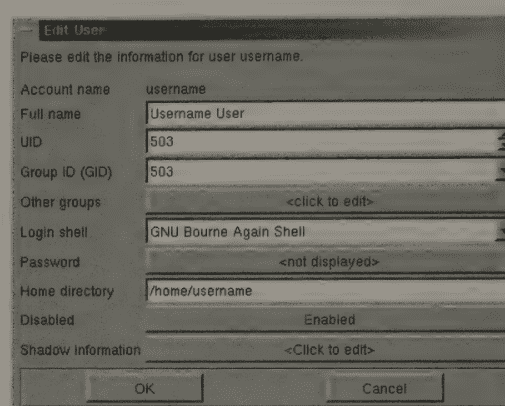 Edit User
Please edit the information for user username.
Account name username
Full name Username User
UID 503
Group ID (GID) 503
Other groups <click to edit>
Login shell GNU Bourne Again Shell
Password <not displayed>
Home directory /home/username
Disabled Enabled
Shadow information <Click to edit>
OK Cancel